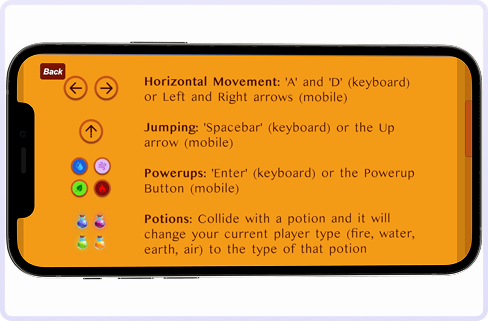 Back
Horizontal Movement: 'A' and 'D' (keyboard)
or Left and Right arrows (mobile)
Jumping: 'Spacebar' (keyboard) or the Up
arrow (mobile)
Powerups: 'Enter' (keyboard) or the Powerup
Button (mobile)
Potions: Collide with a potion and it will
change your current player type (fire, water,
earth, air) to the type of that potion